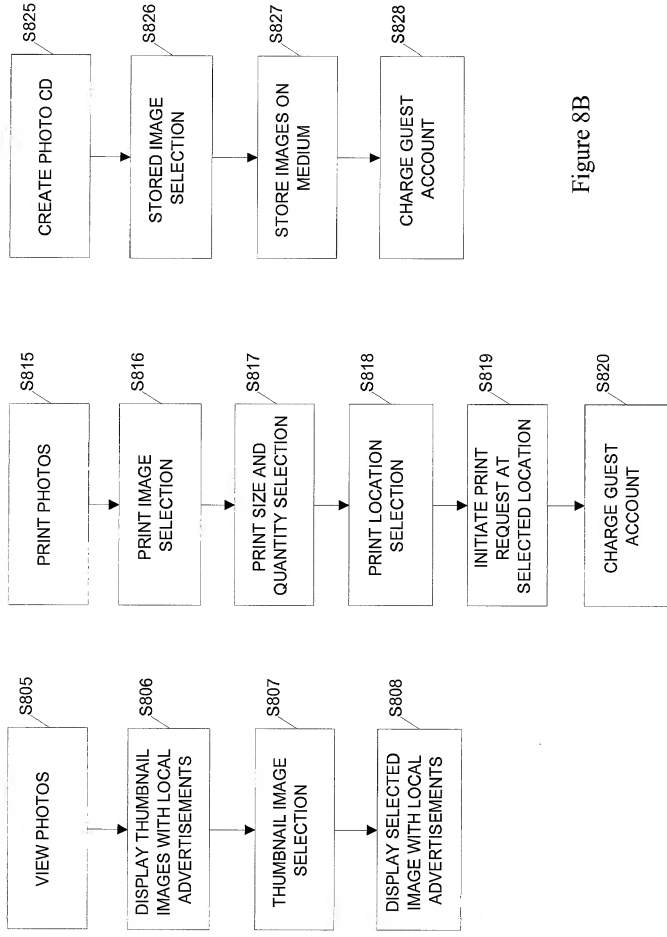 S805
VIEW PHOTOS
S806
DISPLAY THUMBNAIL
IMAGES WITH LOCAL
ADVERTISEMENTS
S807
THUMBNAIL IMAGE
SELECTION
S808
DISPLAY SELECTED
IMAGE WITH LOCAL
ADVERTISEMENTS
S815
PRINT PHOTOS
S816
PRINT IMAGE
SELECTION
S817
PRINT SIZE AND
QUANTITY SELECTION
S818
PRINT LOCATION
SELECTION
S819
INITIATE PRINT
REQUEST AT
SELECTED LOCATION
S820
CHARGE GUEST
ACCOUNT
S825
CREATE PHOTO CD
S826
STORED IMAGE
SELECTION
S827
STORE IMAGES ON
MEDIUM
S828
CHARGE GUEST
ACCOUNT
Figure 8B